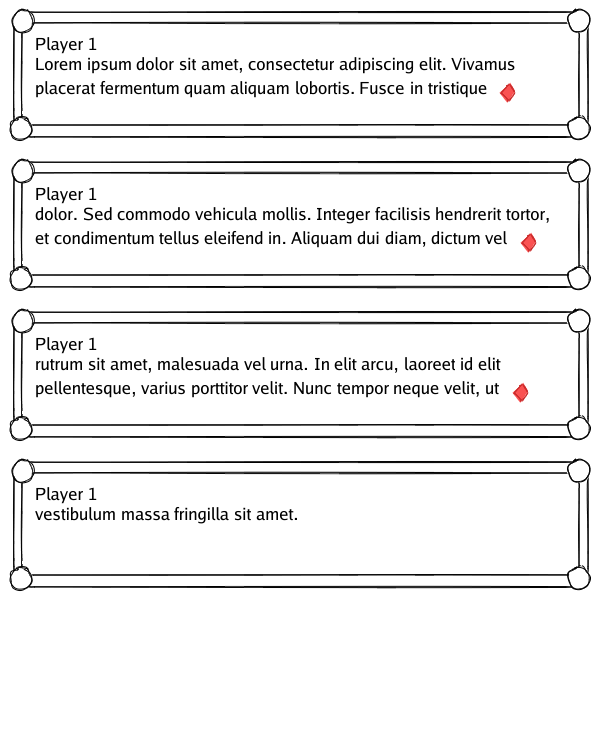 Player 1
Lorem ipsum dolor sit amet, consectetur adipiscing elit. Vivamus
placerat fermentum quam aliquam lobortis. Fusce in tristique
Player 1
dolor. Sed commodo vehicula mollis. Integer facilisis hendrerit tortor,
et condimentum tellus eleifend in. Aliquam dui diam, dictum vel
Player 1
rutrum sit amet, malesuada vel urna. In elit arcu, laoreet id elit
pellentesque, varius porttitor velit. Nunc tempor neque velit, ut
Player 1
vestibulum massa fringilla sit amet.